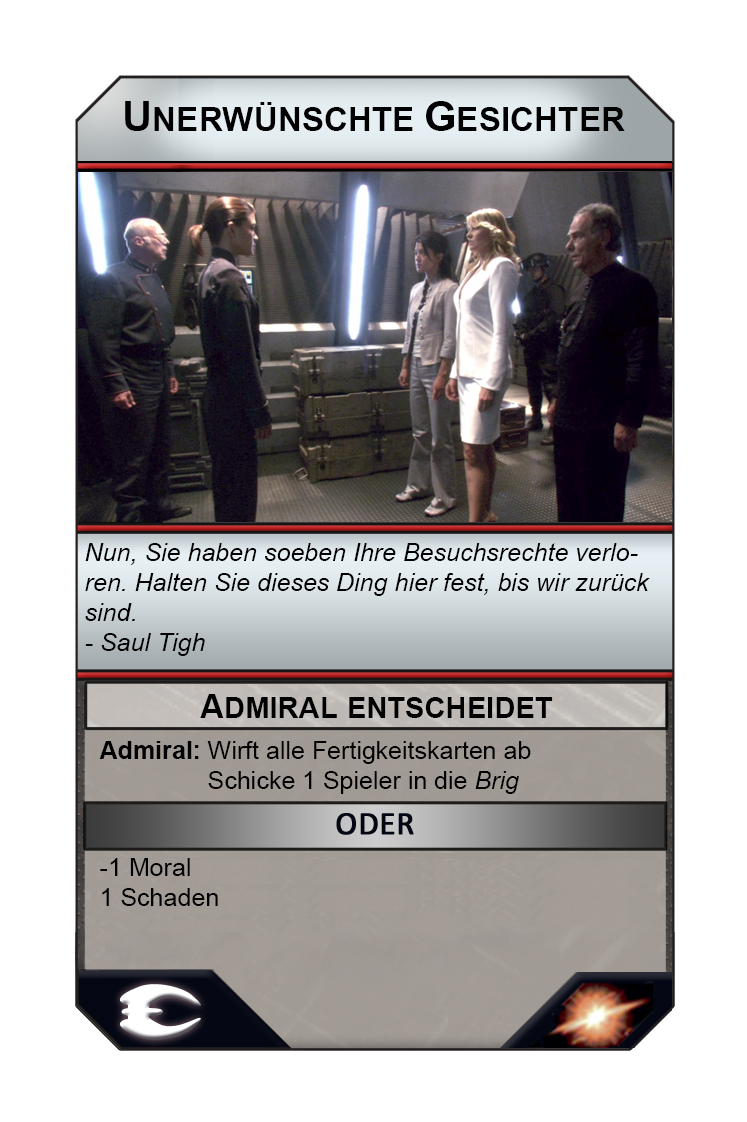 UNERWÜNSCHTE GESICHTER
Nun, Sie haben soeben Ihre Besuchsrechte verlo-
ren. Halten Sie dieses Ding hier fest, bis wir zurück
sind.
- Saul Tigh
ADMIRAL ENTSCHEIDET
Admiral: Wirft alle Fertigkeitskarten ab
Schicke 1 Spieler in die Brig
ODER
-1 Moral
1 Schaden